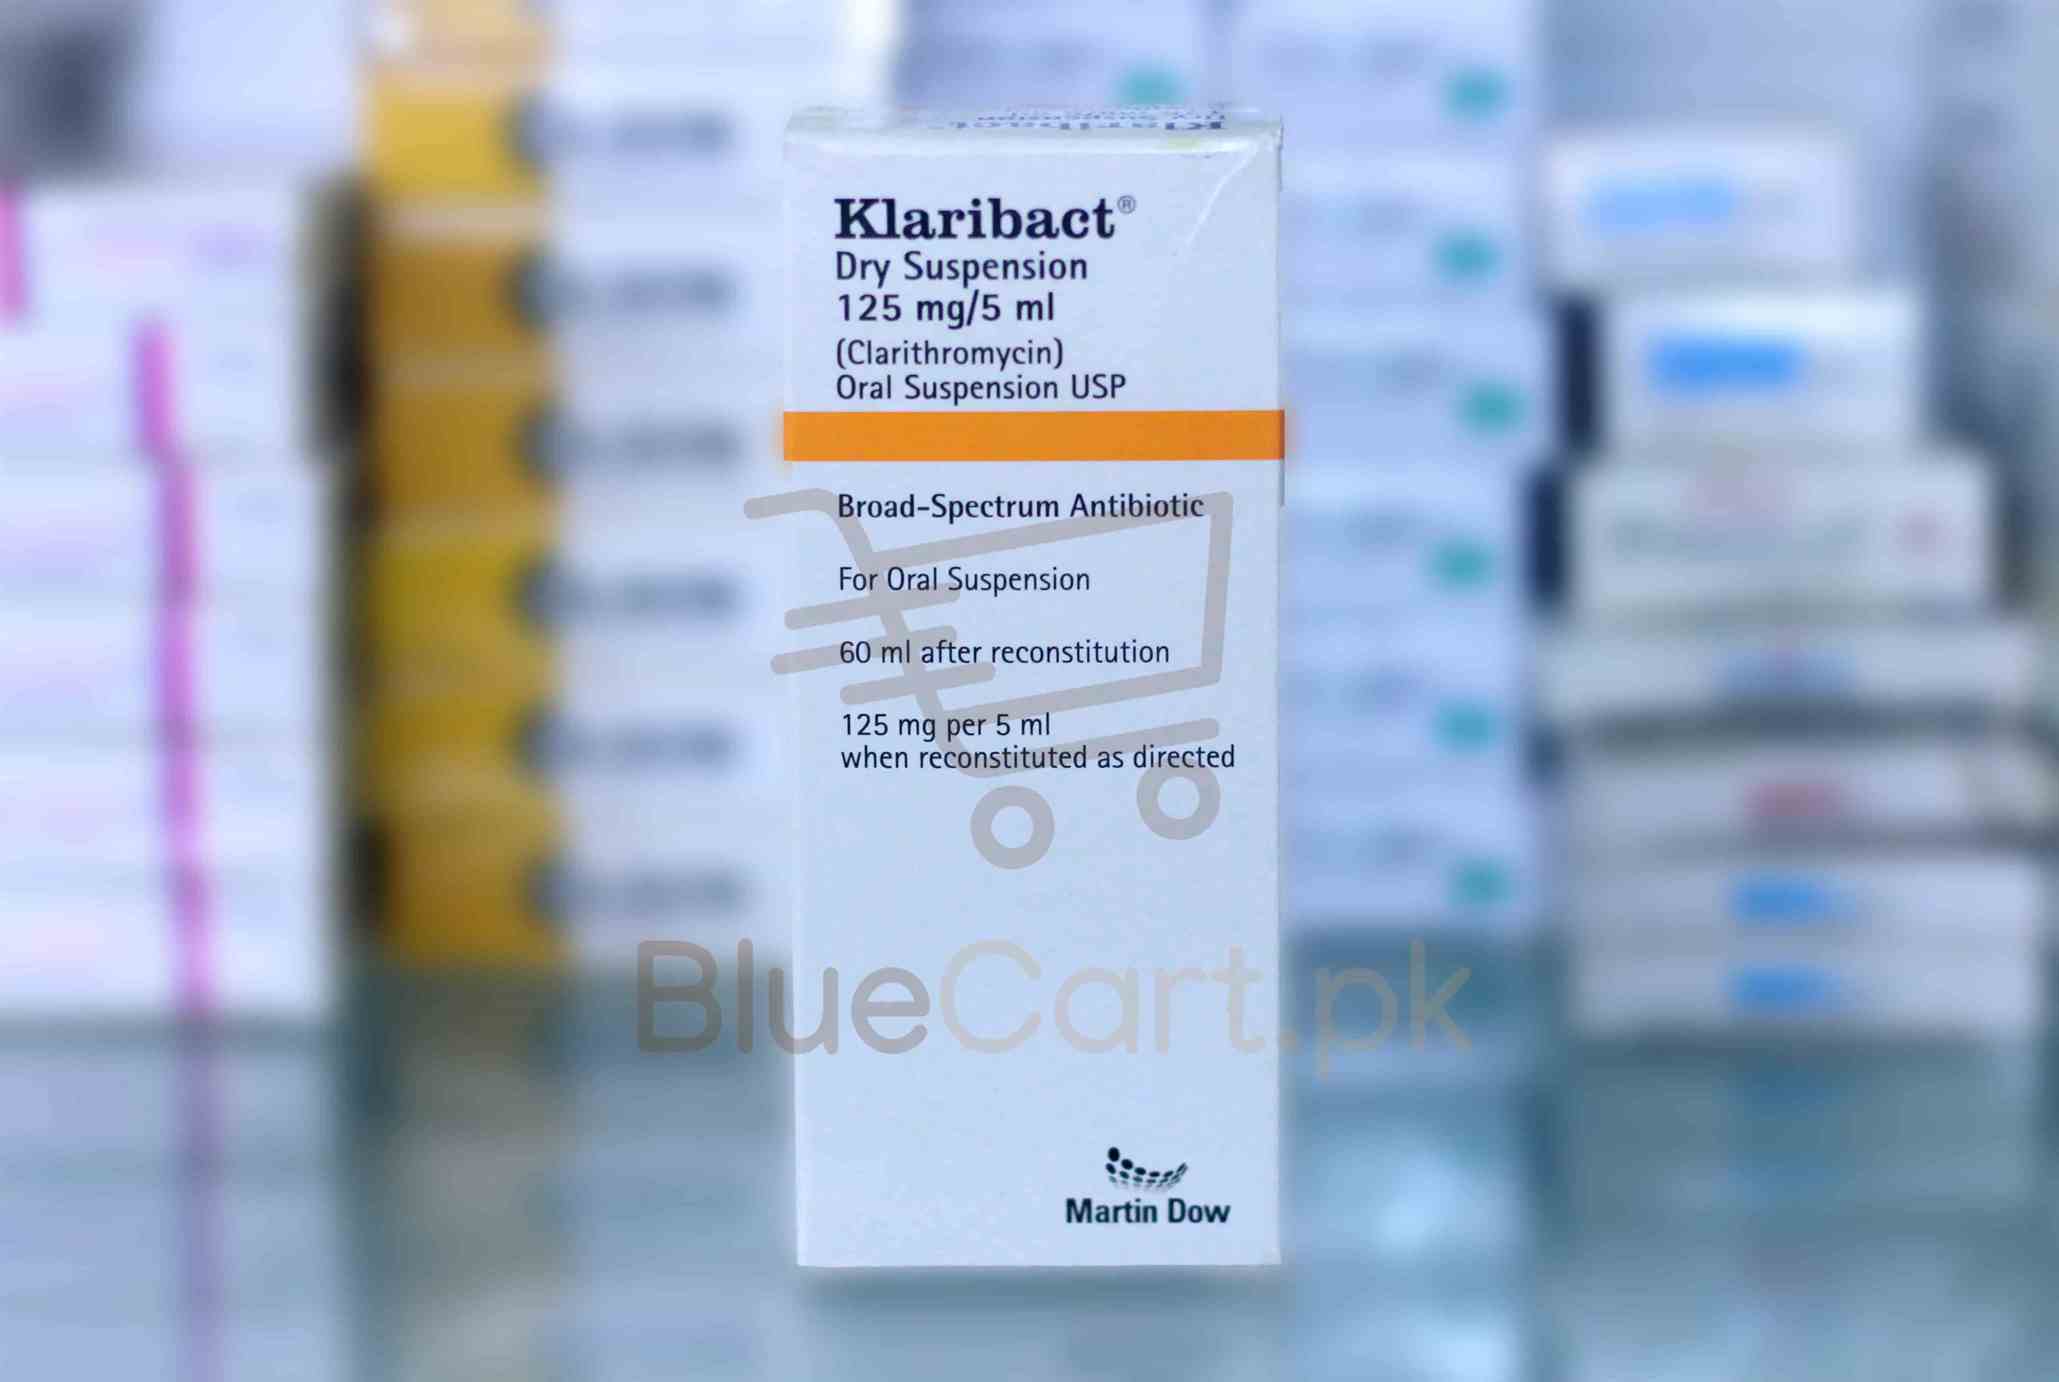 Klaribact®
Dry Suspension
125 mg/5 ml
(Clarithromycin)
Oral Suspension USP
Broad-Spectrum Antibiotic
For Oral Suspension
60 ml after reconstitution
125 mg per 5 ml
when reconstituted as directed
BlueCart.pk
Martin Dow